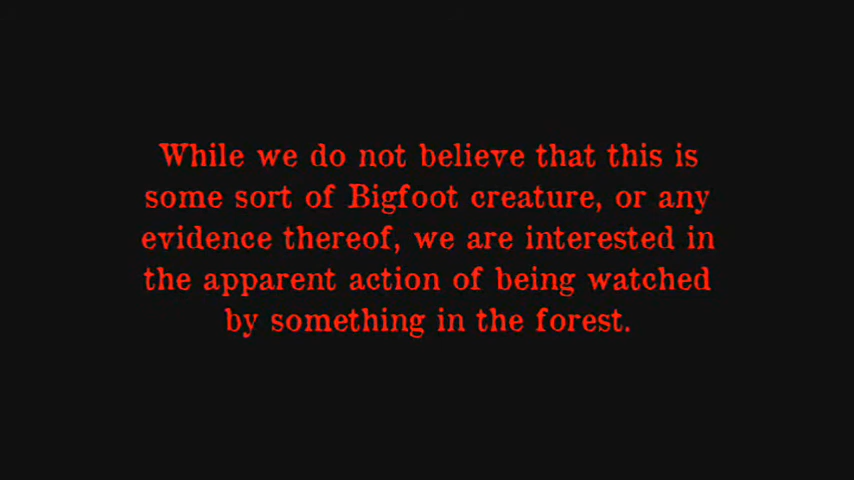 While we do not believe that this is
some sort of Bigfoot creature, or any
evidence thereof, we are interested in
the apparent action of being watched
by something in the forest.